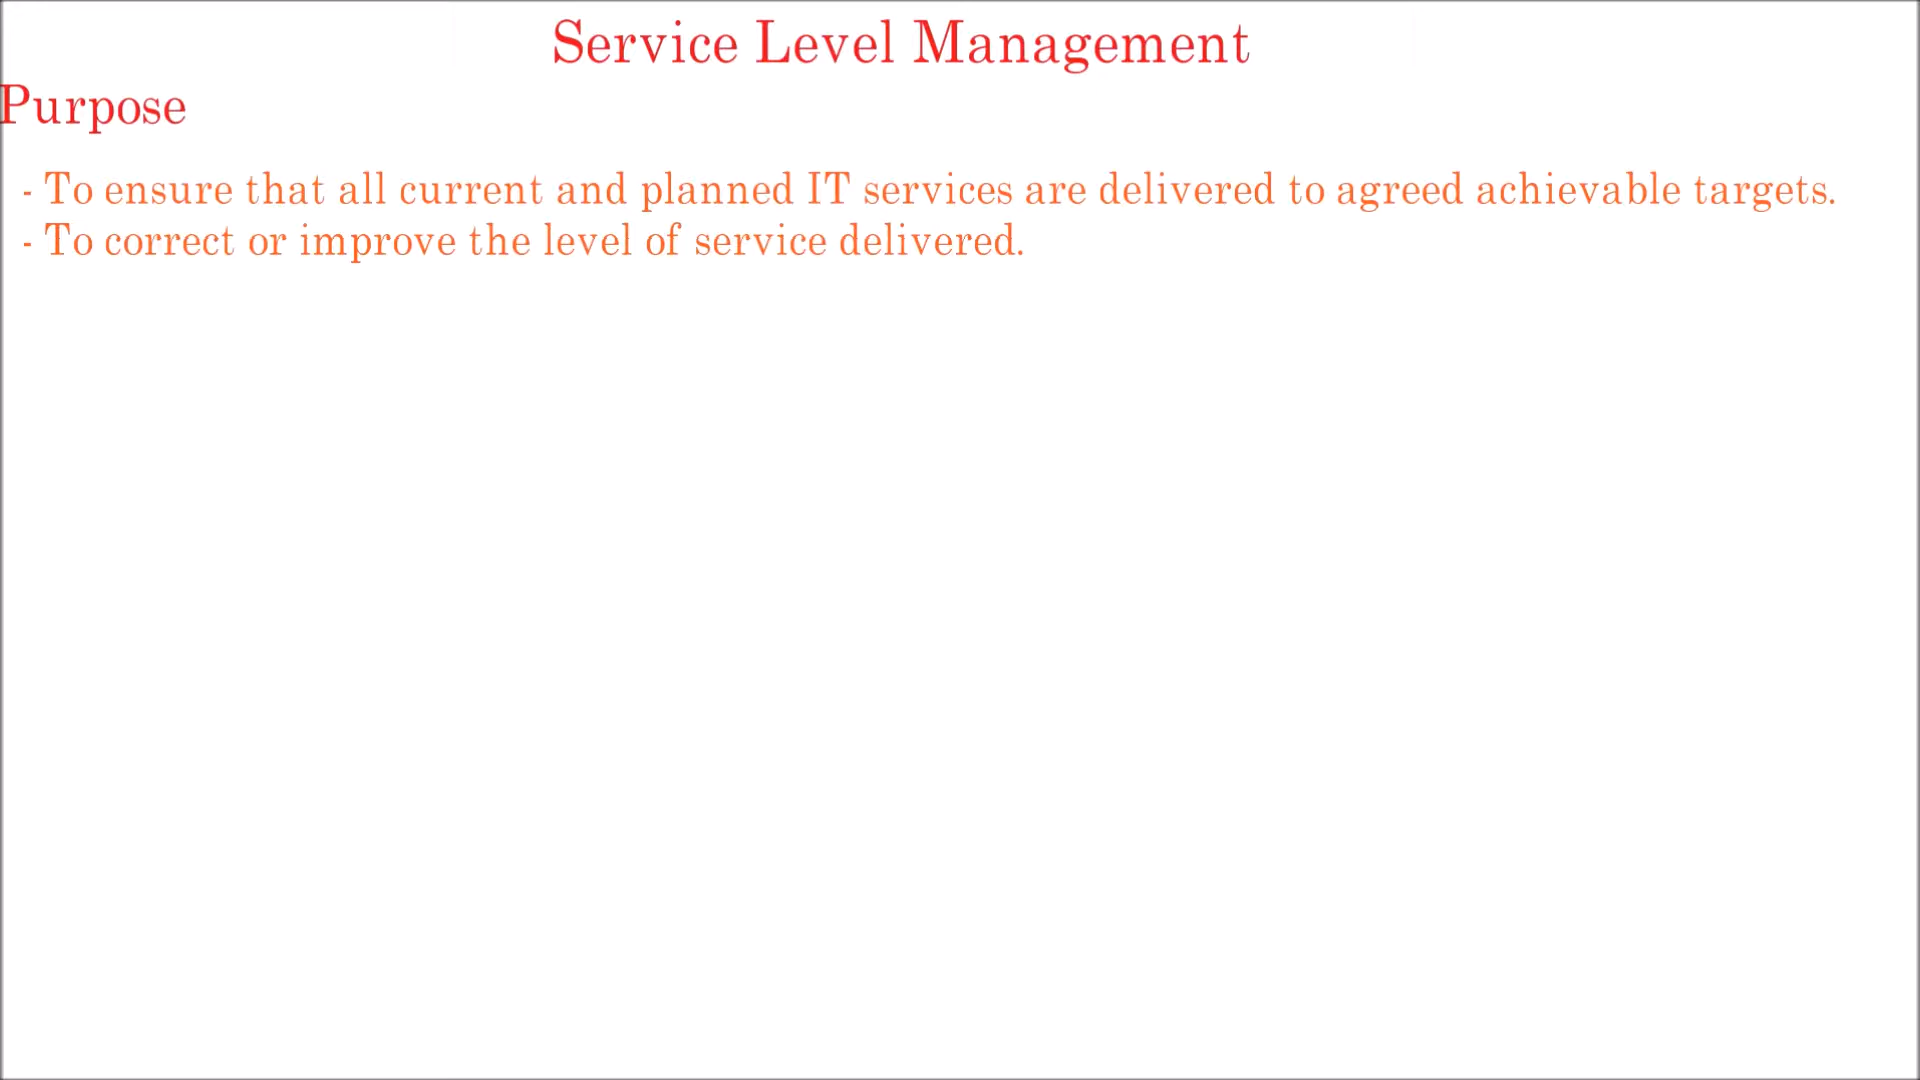 Service Level Management
Purpose
- To ensure that all current and planned IT services are delivered to agreed achievable targets.
- To correct or improve the level of service delivered.